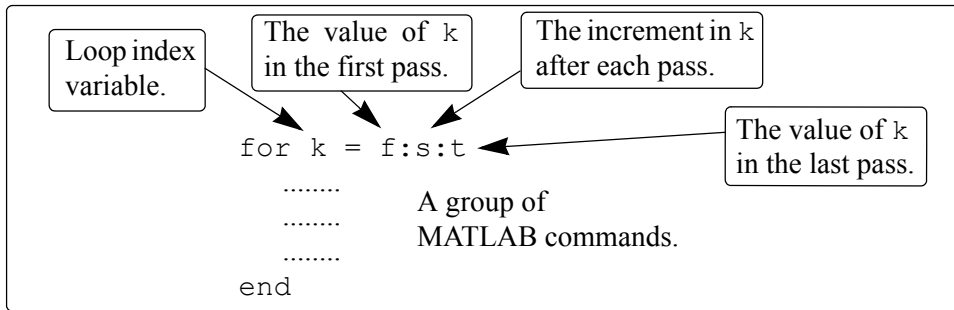 Loop index
variable.
The value of k
in the first pass.
The increment in k
after each pass.
The value of k
in the last pass.
for k = f:s:t
........
........
........
A group of
MATLAB commands.
end